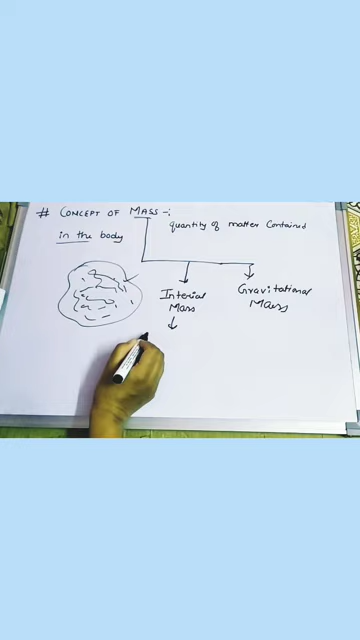 # CONCEPT OF MASS -:
quantity of matter Contained
in the body
Interial
Mass
Gravitational
Mass